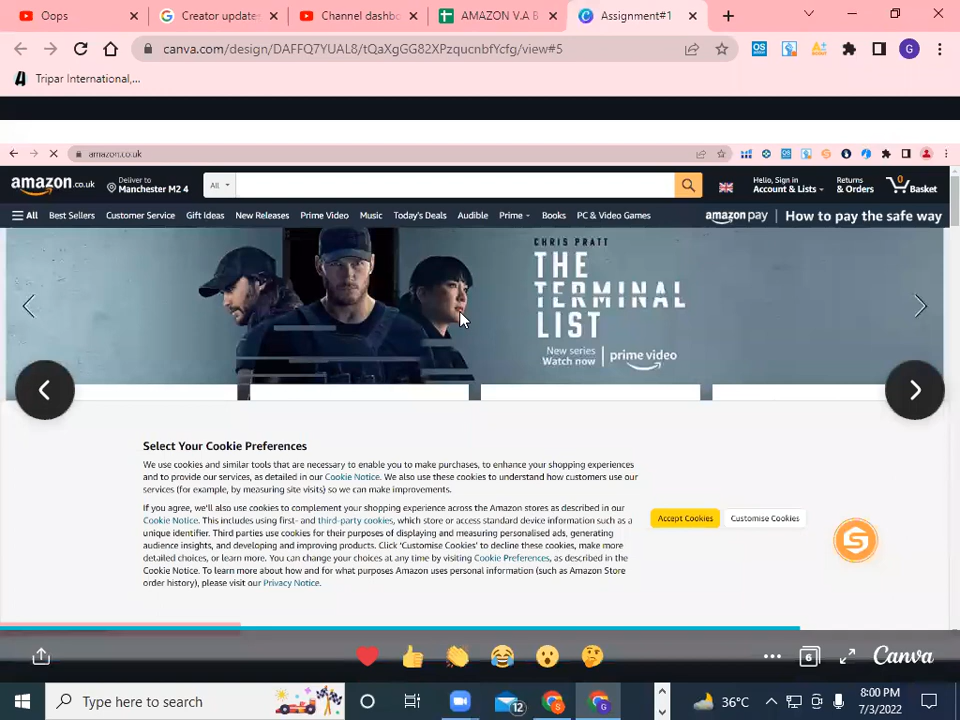 Oops
Creator update
Channel dashbo
AMAZON V.A B
Assignment#1
canva.com/design/DAFFQ7YUAL8/tQaXgGG82XPzqucnbfYcfg/view#5
OS
G
Tripar International,...
amazon.co.uk
amazon.co.uk
Deliver to
Manchester M2 4
All
Hello, Sign in
Account & Lists
Returns
& Orders
0
Basket
All
Best Sellers
Customer Service
Gift Ideas
New Releases
Prime Video
Music
Today's Deals
Audible
Prime
Books
PC & Video Games
amazon pay
How to pay the safe way
CHRIS PRATT
THE
TERMINAL
LIST
New series
Watch now
prime video
Select Your Cookie Preferences
We use cookies and similar tools that are necessary to enable you to make purchases, to enhance your shopping experiences
and to provide our services, as detailed in our Cookie Notice. We also use these cookies to understand how customers use our
services (for example, by measuring site visits) so we can make improvements.
If you agree, we'll also use cookies to complement your shopping experience across the Amazon stores as described in our
Cookie Notice. This includes using first- and third-party cookies, which store or access standard device information such as a
unique identifier. Third parties use cookies for their purposes of displaying and measuring personalised ads, generating
audience insights, and developing and improving products. Click 'Customise Cookies' to decline these cookies, make more
detailed choices, or learn more. You can change your choices at any time by visiting Cookie Preferences, as described in the
Cookie Notice. To learn more about how and for what purposes Amazon uses personal information (such as Amazon Store
order history), please visit our Privacy Notice.
Accept Cookies
Customise Cookies
S
6
Canva
Type here to search
12
S
G
36°C
8:00 PM
7/3/2022